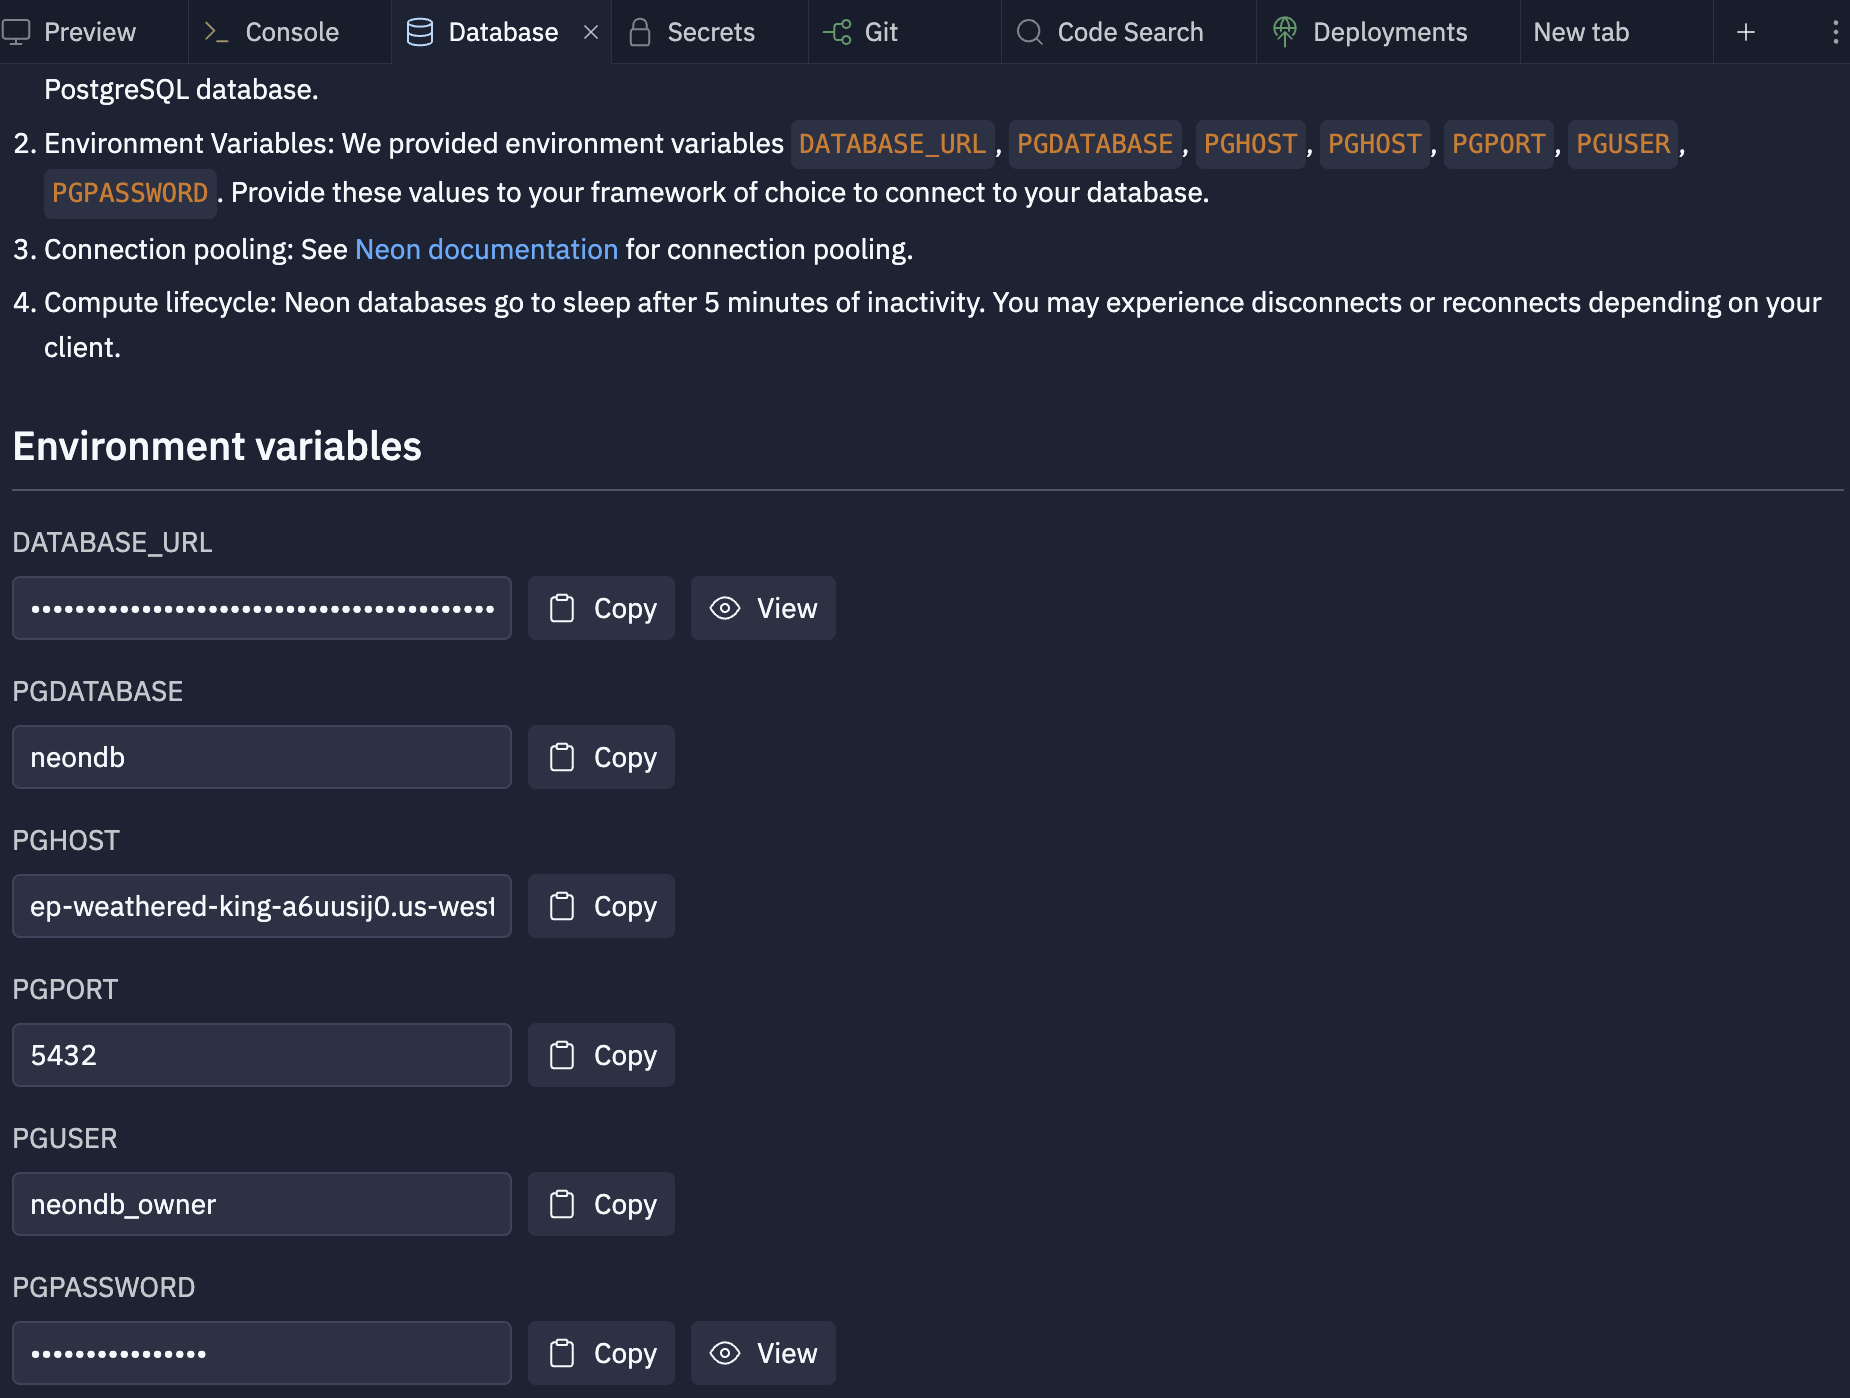 Preview Console Database Secrets Git Code Search Deployments New tab
PostgreSQL database.
2. Environment Variables: We provided environment variables DATABASE_URL, PGDATABASE, PGHOST, PGHOST, PGPORT, PGUSER,
PGPASSWORD. Provide these values to your framework of choice to connect to your database.
3. Connection pooling: See Neon documentation for connection pooling.
4. Compute lifecycle: Neon databases go to sleep after 5 minutes of inactivity. You may experience disconnects or reconnects depending on your
client.
Environment variables
DATABASE_URL
•••••••••••••••••••••••••••••••••••••••••• Copy View
PGDATABASE
neondb Copy
PGHOST
ep-weathered-king-a6uusij0.us-west Copy
PGPORT
5432 Copy
PGUSER
neondb_owner Copy
PGPASSWORD
•••••••••••••••• Copy View